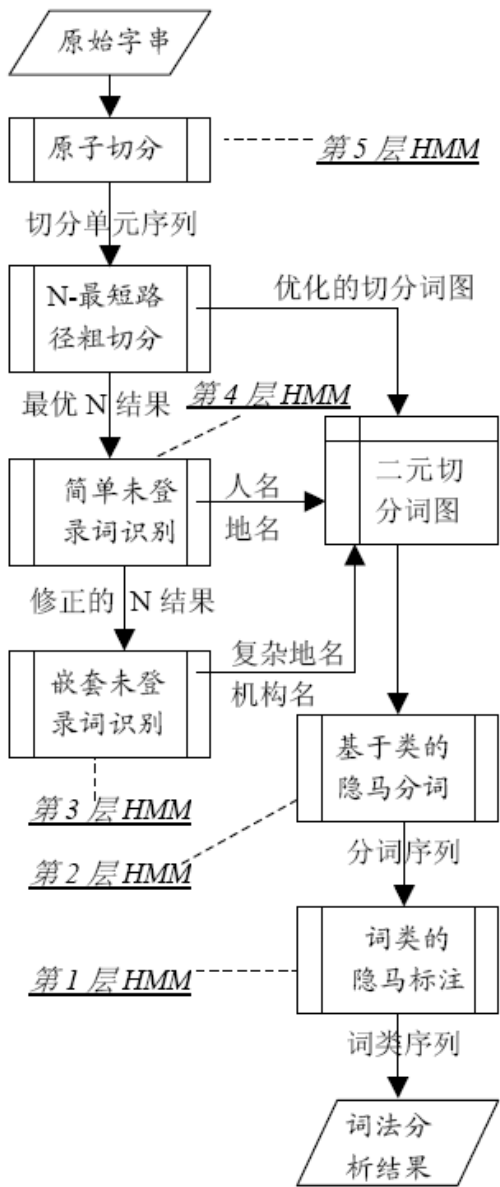 原始字串
原子切分
第5层HMM
切分单元序列
N-最短路
径粗切分
优化的切分词图
最优N结果
第4层HMM
简单未登
录词识别
人名
地名
二元切
分词图
修正的 N结果
嵌套未登
录词识别
复杂地名
机构名
基于类的
隐马分词
第3层HMM
第2层HMM
分词序列
词类的
隐马标注
第1层HMM
词类序列
词法分
析结果